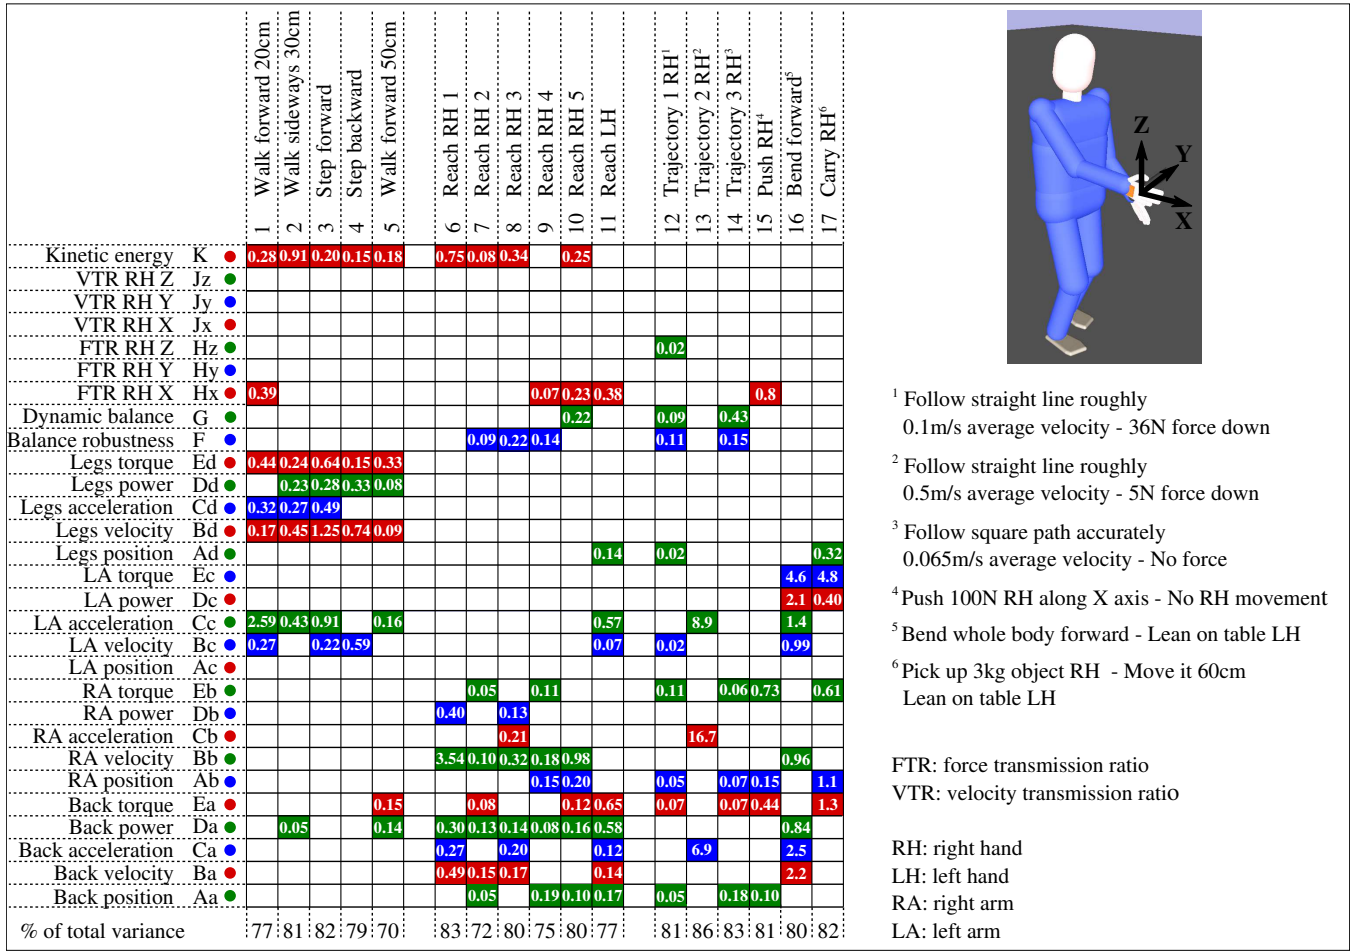 1 Walk forward 20cm
2 Walk sideways 30cm
3 Step forward
4 Step backward
5 Walk forward 50cm
6 Reach RH 1
7 Reach RH 2
8 Reach RH 3
9 Reach RH 4
10 Reach RH 5
11 Reach LH
12 Trajectory 1 RH¹
13 Trajectory 2 RH²
14 Trajectory 3 RH³
15 Push RH⁴
16 Bend forward⁵
17 Carry RH⁶
Kinetic energy K 0.28 0.91 0.20 0.15 0.18 0.75 0.08 0.34 0.25
VTR RH Z Jz
VTR RH Y Jy
VTR RH X Jx
FTR RH Z Hz 0.02
FTR RH Y Hy
FTR RH X Hx 0.39 0.07 0.23 0.38 0.8
Dynamic balance G 0.22 0.09 0.43
Balance robustness F 0.09 0.22 0.14 0.11 0.15
Legs torque Ed 0.44 0.24 0.64 0.15 0.33
Legs power Dd 0.23 0.28 0.33 0.08
Legs acceleration Cd 0.32 0.27 0.49
Legs velocity Bd 0.17 0.45 1.25 0.74 0.09
Legs position Ad 0.14 0.02 0.32
LA torque Ec 4.6 4.8
LA power Dc 2.1 0.40
LA acceleration Cc 2.59 0.43 0.91 0.16 0.57 8.9 1.4
LA velocity Bc 0.27 0.22 0.59 0.07 0.02 0.99
LA position Ac
RA torque Eb 0.05 0.11 0.11 0.06 0.73 0.61
RA power Db 0.40 0.13
RA acceleration Cb 0.21 16.7
RA velocity Bb 3.54 0.10 0.32 0.18 0.98 0.96
RA position Ab 0.15 0.20 0.05 0.07 0.15 1.1
Back torque Ea 0.15 0.08 0.12 0.65 0.07 0.07 0.44 1.3
Back power Da 0.05 0.14 0.30 0.13 0.14 0.08 0.16 0.58 0.84
Back acceleration Ca 0.27 0.20 0.12 6.9 2.5
Back velocity Ba 0.49 0.15 0.17 0.14 2.2
Back position Aa 0.05 0.19 0.10 0.17 0.05 0.18 0.10
% of total variance 77 81 82 79 70 83 72 80 75 80 77 81 86 83 81 80 82
Z
Y
X
¹ Follow straight line roughly
0.1m/s average velocity - 36N force down
² Follow straight line roughly
0.5m/s average velocity - 5N force down
³ Follow square path accurately
0.065m/s average velocity - No force
⁴ Push 100N RH along X axis - No RH movement
⁵ Bend whole body forward - Lean on table LH
⁶ Pick up 3kg object RH - Move it 60cm
Lean on table LH
FTR: force transmission ratio
VTR: velocity transmission ratio
RH: right hand
LH: left hand
RA: right arm
LA: left arm